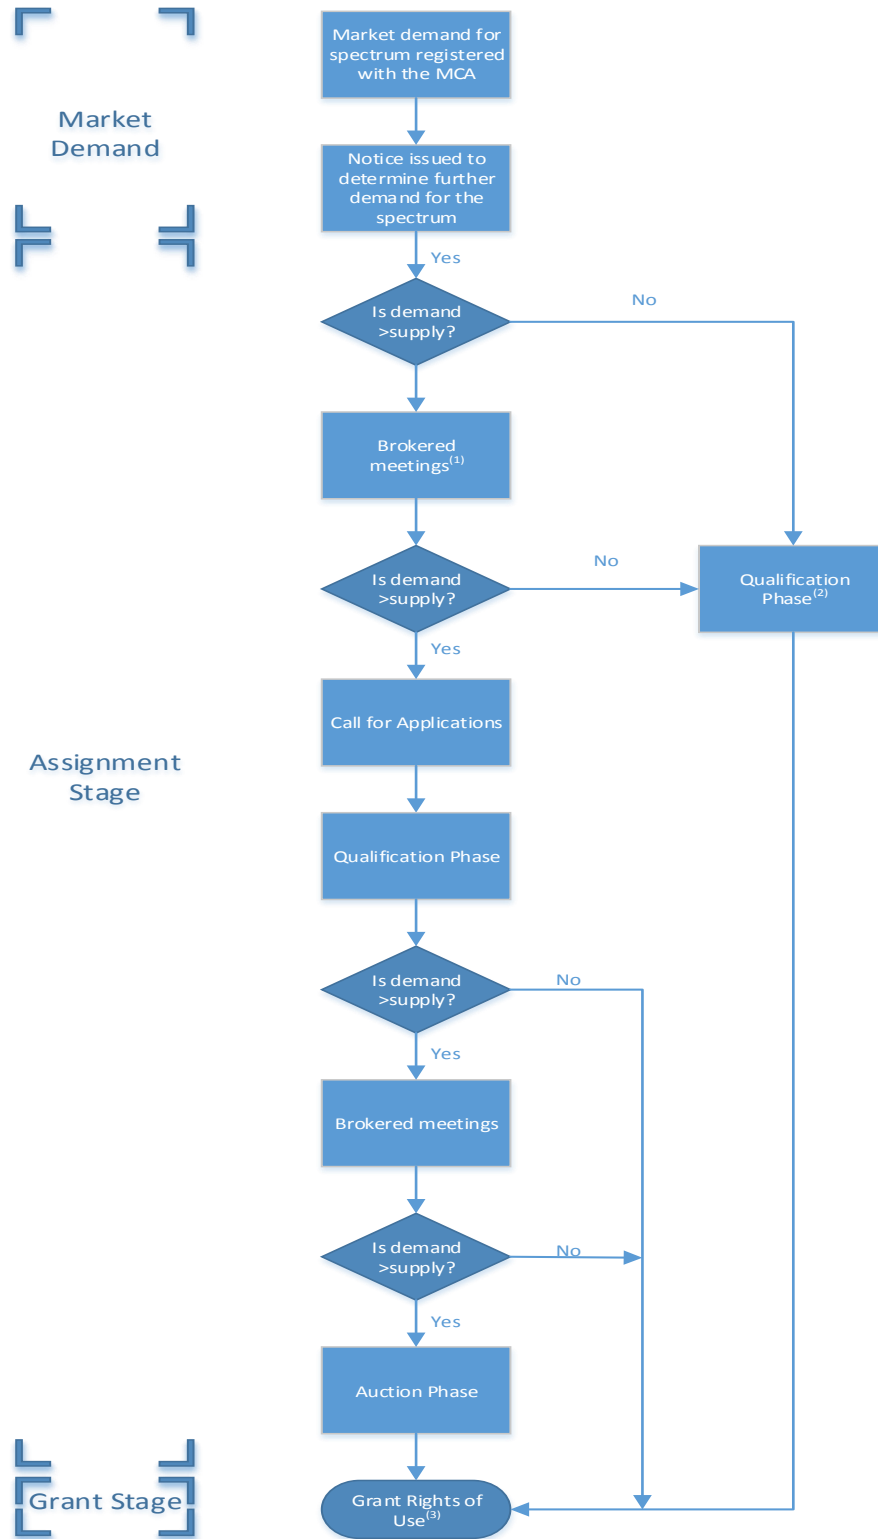 Market demand for
spectrum registered
with the MCA
Market
Demand
Notice issued to
determine further
demand for the
spectrum
Yes
Is demand
>supply?
No
Brokered
meetings(1)
Is demand
>supply?
No
Qualification
Phase(2)
Yes
Call for Applications
Assignment
Stage
Qualification Phase
Is demand
>supply?
No
Yes
Brokered meetings
Is demand
>supply?
No
Yes
Auction Phase
Grant Stage
Grant Rights of
Use(3)